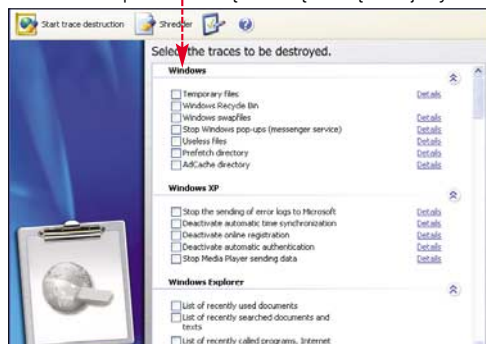 Start trace destruction
Shredder
Select the traces to be destroyed.
Windows
Temporary files Details
Windows Recycle Bin
Windows swapfiles Details
Stop Windows pop-ups (messenger service) Details
Useless files Details
Prefetch directory Details
AdCache directory Details
Windows XP
Stop the sending of error logs to Microsoft Details
Deactivate automatic time synchronization Details
Deactivate online registration Details
Deactivate automatic authentication Details
Stop Media Player sending data Details
Windows Explorer
List of recently used documents
List of recently searched documents and
texts
List of recently called programs, Internet